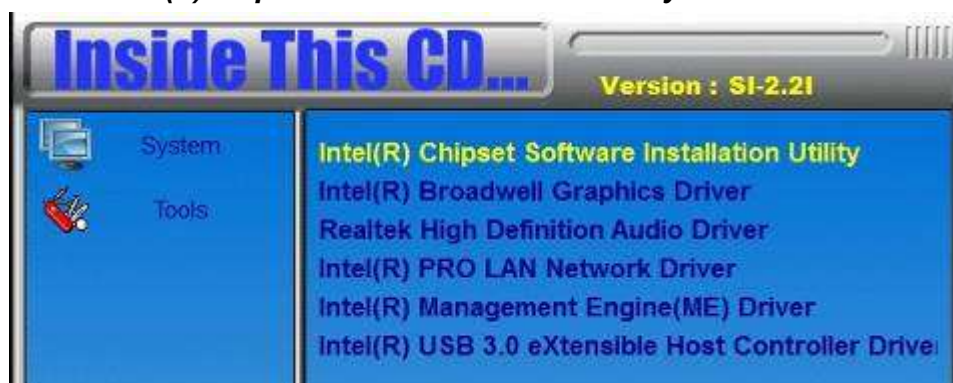 Inside This CD...
Version : SI-2.2I
System
Tools
Intel(R) Chipset Software Installation Utility
Intel(R) Broadwell Graphics Driver
Realtek High Definition Audio Driver
Intel(R) PRO LAN Network Driver
Intel(R) Management Engine(ME) Driver
Intel(R) USB 3.0 eXtensible Host Controller Drive